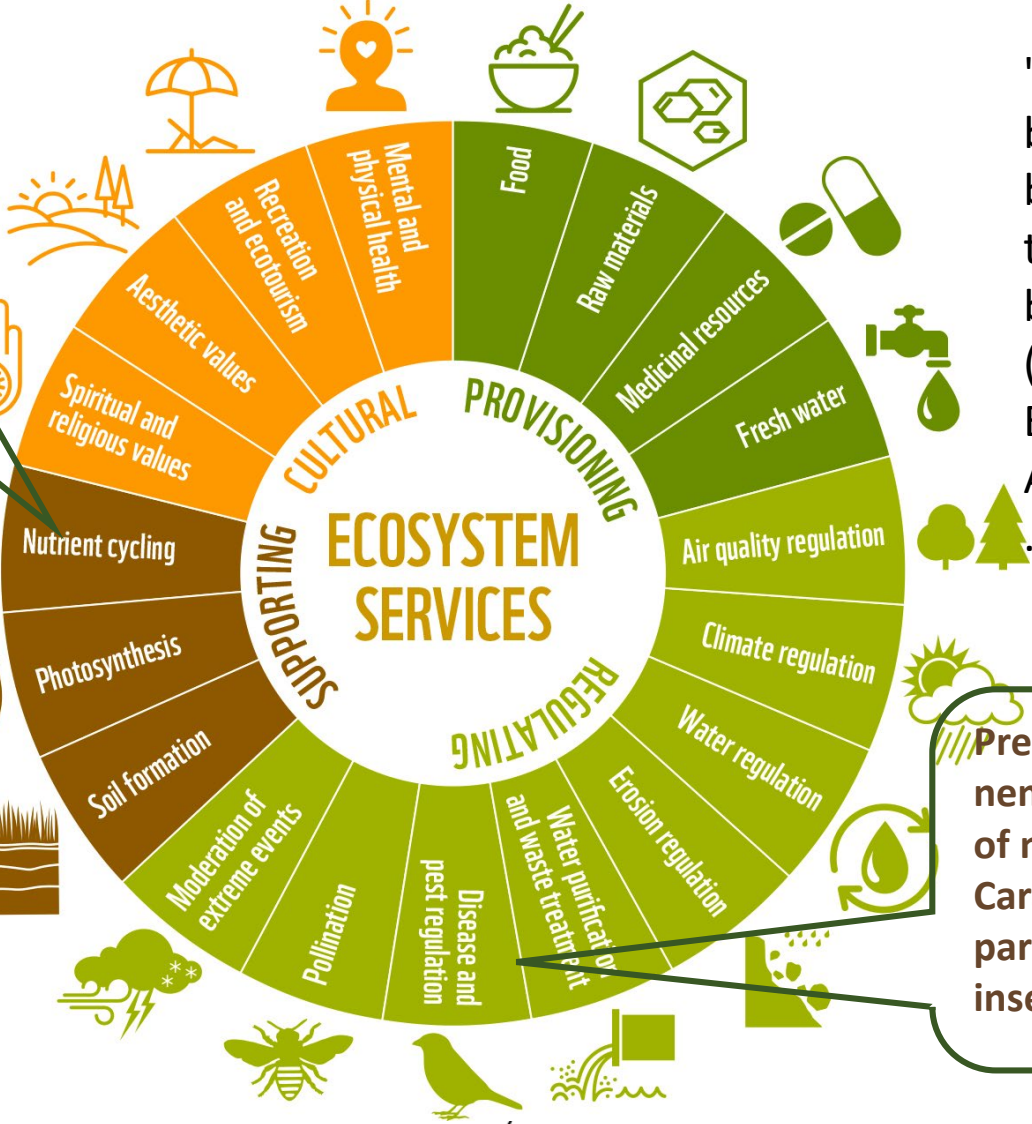 Mental and
physical health
Food
Raw materials
Medicinal resources
Fresh water
Air quality regulation
Climate regulation
Water regulation
Erosion regulation
Water purification
and waste treatment
Disease and
pest regulation
Pollination
Moderation of
extreme events
Soil formation
Photosynthesis
Nutrient cycling
Spiritual and
religious values
Aesthetic values
Recreation
and ecotourism
CULTURAL
PROVISIONING
REGULATING
SUPPORTING
ECOSYSTEM
SERVICES
Pre
nem
of
Car
par
inse